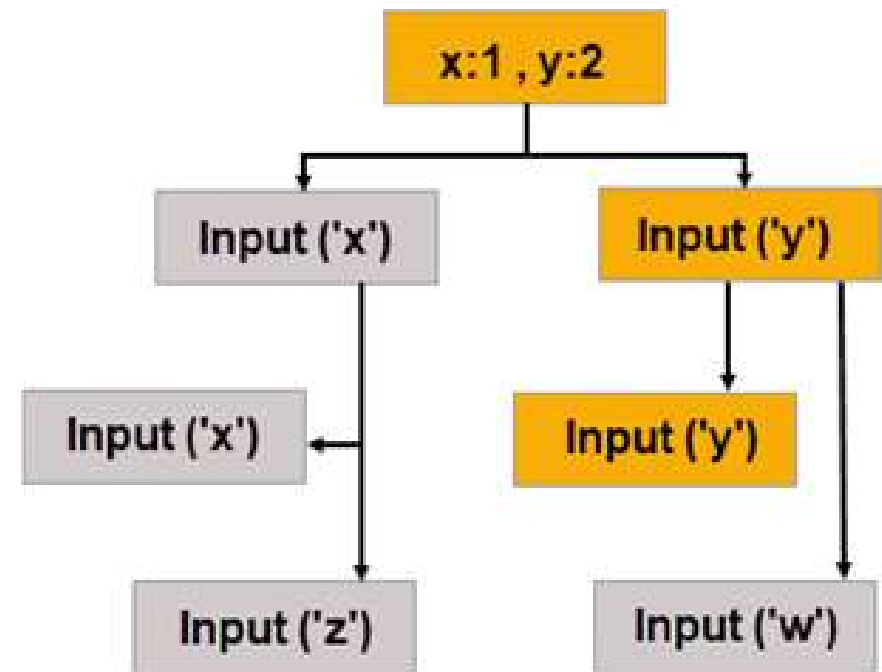 x:1 , y:2
Input ('x')
Input ('y')
Input ('x')
Input ('y')
Input ('z')
Input ('w')